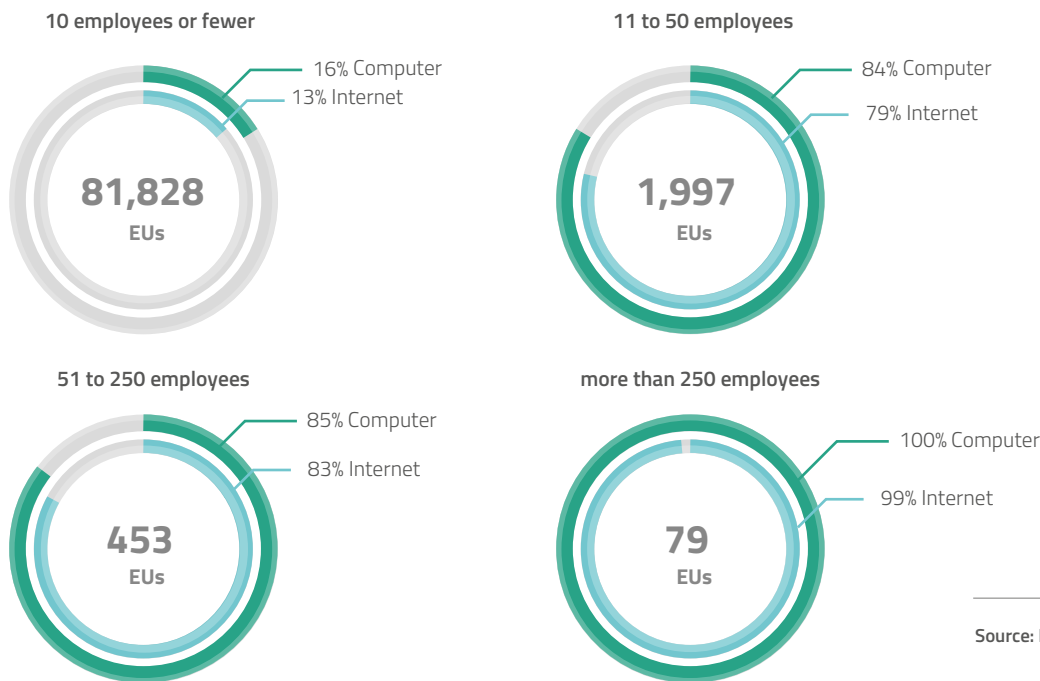 10 employees or fewer
16% Computer
13% Internet
81,828
EUs
11 to 50 employees
84% Computer
79% Internet
1,997
EUs
51 to 250 employees
85% Computer
83% Internet
453
EUs
more than 250 employees
100% Computer
99% Internet
79
EUs
Source: